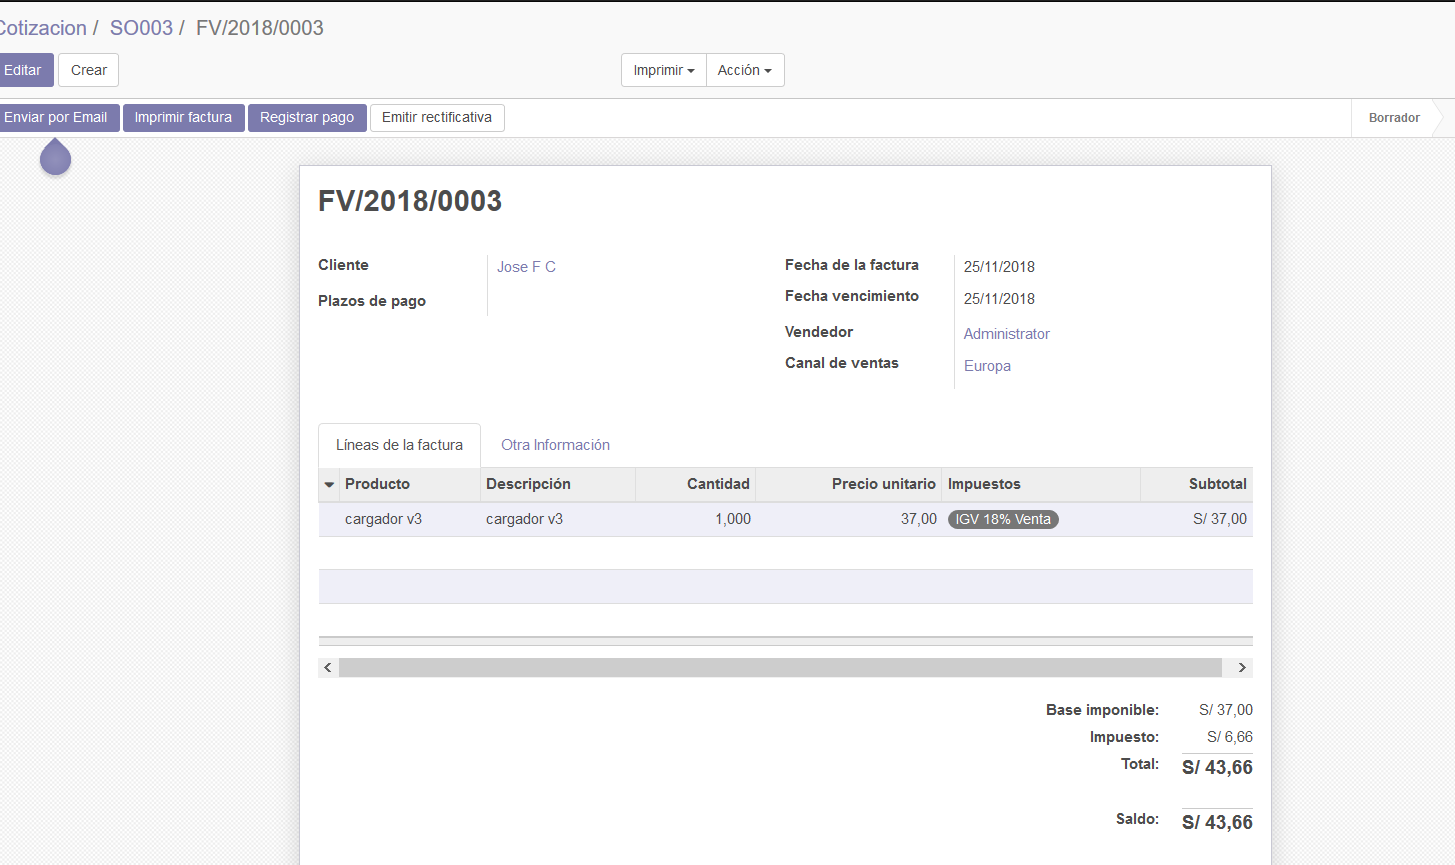 Cotizacion / SO003 / FV/2018/0003
Editar Crear Imprimir Acción
Enviar por Email Imprimir factura Registrar pago Emitir rectificativa Borrador
FV/2018/0003
Cliente Jose F C Fecha de la factura 25/11/2018
Plazos de pago Fecha vencimiento 25/11/2018
Vendedor Administrator
Canal de ventas Europa
Líneas de la factura Otra Información
Producto Descripción Cantidad Precio unitario Impuestos Subtotal
cargador v3 cargador v3 1,000 37,00 IGV 18% Venta S/ 37,00
Base imponible: S/ 37,00
Impuesto: S/ 6,66
Total: S/ 43,66
Saldo: S/ 43,66